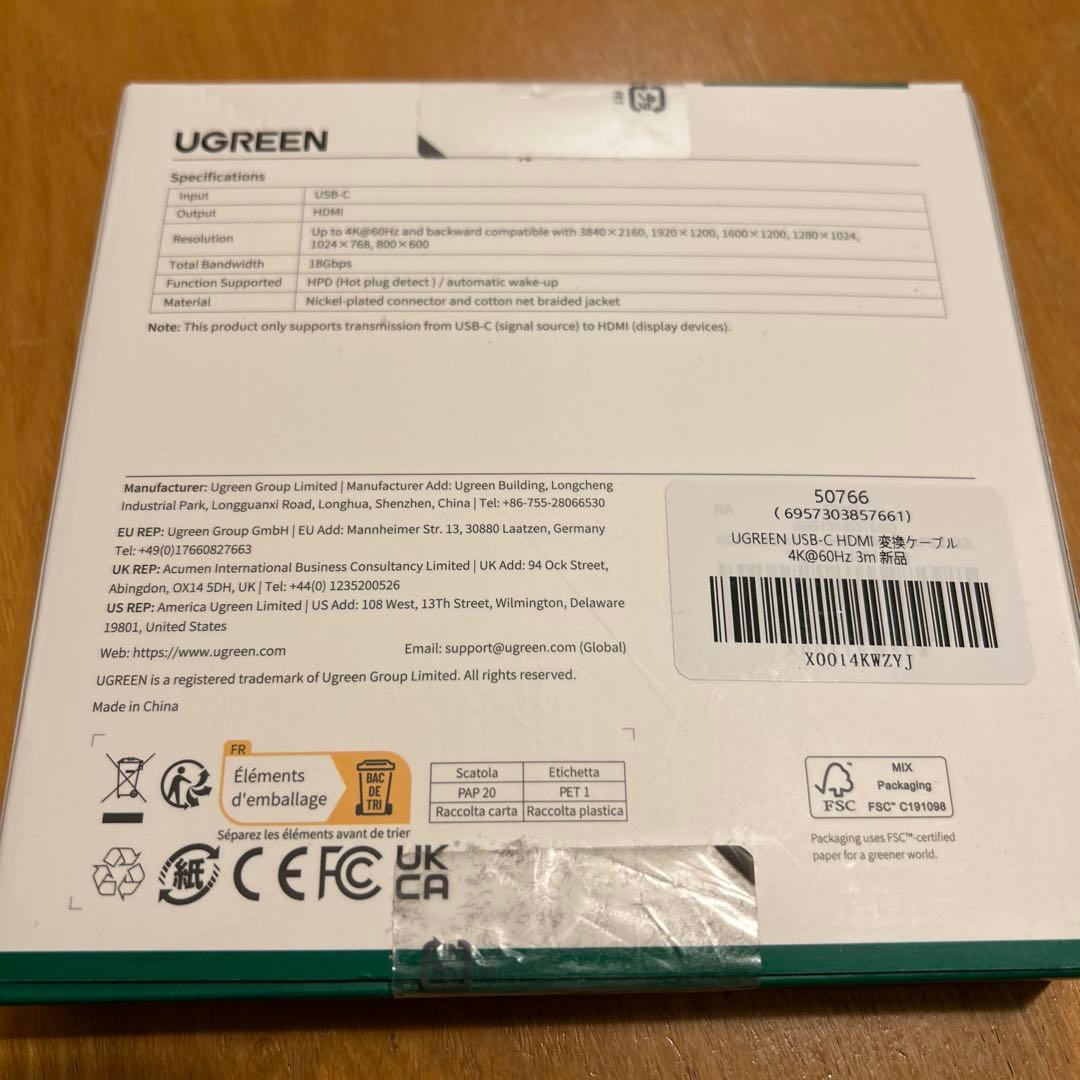 PET
UGREEN
Specifications
Input USB-C
Output HDMI
Resolution Up to 4K@60Hz and backward compatible with 3840×2160, 1920×1200, 1600×1200, 1280×1024,
1024×768, 800×600
Total Bandwidth 18Gbps
Function Supported HPD (Hot plug detect ) / automatic wake-up
Material Nickel-plated connector and cotton net braided jacket
Note: This product only supports transmission from USB-C (signal source) to HDMI (display devices).
Manufacturer: Ugreen Group Limited | Manufacturer Add: Ugreen Building, Longcheng
Industrial Park, Longguanxi Road, Longhua, Shenzhen, China | Tel: +86-755-28066530
EU REP: Ugreen Group GmbH | EU Add: Mannheimer Str. 13, 30880 Laatzen, Germany
Tel: +49(0)17660827663
UK REP: Acumen International Business Consultancy Limited | UK Add: 94 Ock Street,
Abingdon, OX14 5DH, UK | Tel: +44(0) 1235200526
US REP: America Ugreen Limited | US Add: 108 West, 13Th Street, Wilmington, Delaware
19801, United States
Web: https://www.ugreen.com Email: support@ugreen.com (Global)
UGREEN is a registered trademark of Ugreen Group Limited. All rights reserved.
Made in China
50766
( 6957303857661)
UGREEN USB-C HDMI 変換ケーブル
4K@60Hz 3m 新品
X0014KWZYJ
FR
Éléments
d'emballage
BAC
DE
TRI
Séparez les éléments avant de trier
Scatola Etichetta
PAP 20 PET 1
Raccolta carta Raccolta plastica
MIX
Packaging
FSC FSC™ C191098
Packaging uses FSC™-certified
paper for a greener world.
紙 CE FC UK
CA